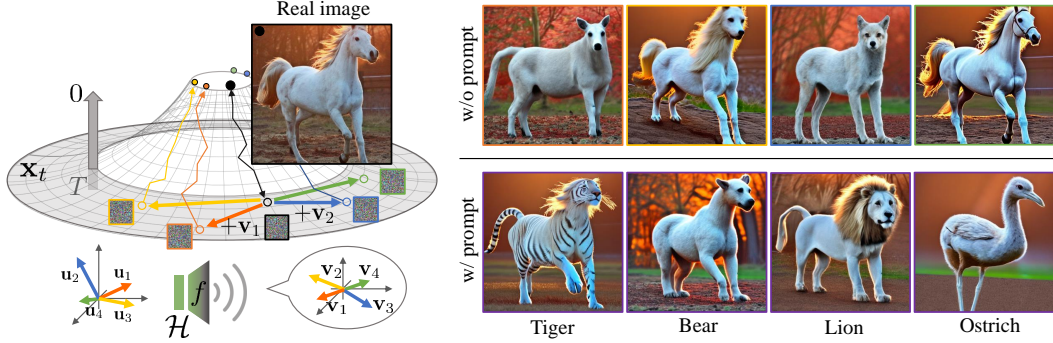 Real image
0
x_t
T
+v_1
+v_2
u_2
u_1
u_4
u_3
H
f
v_2
v_4
v_1
v_3
w/o prompt
w/ prompt
Tiger
Bear
Lion
Ostrich